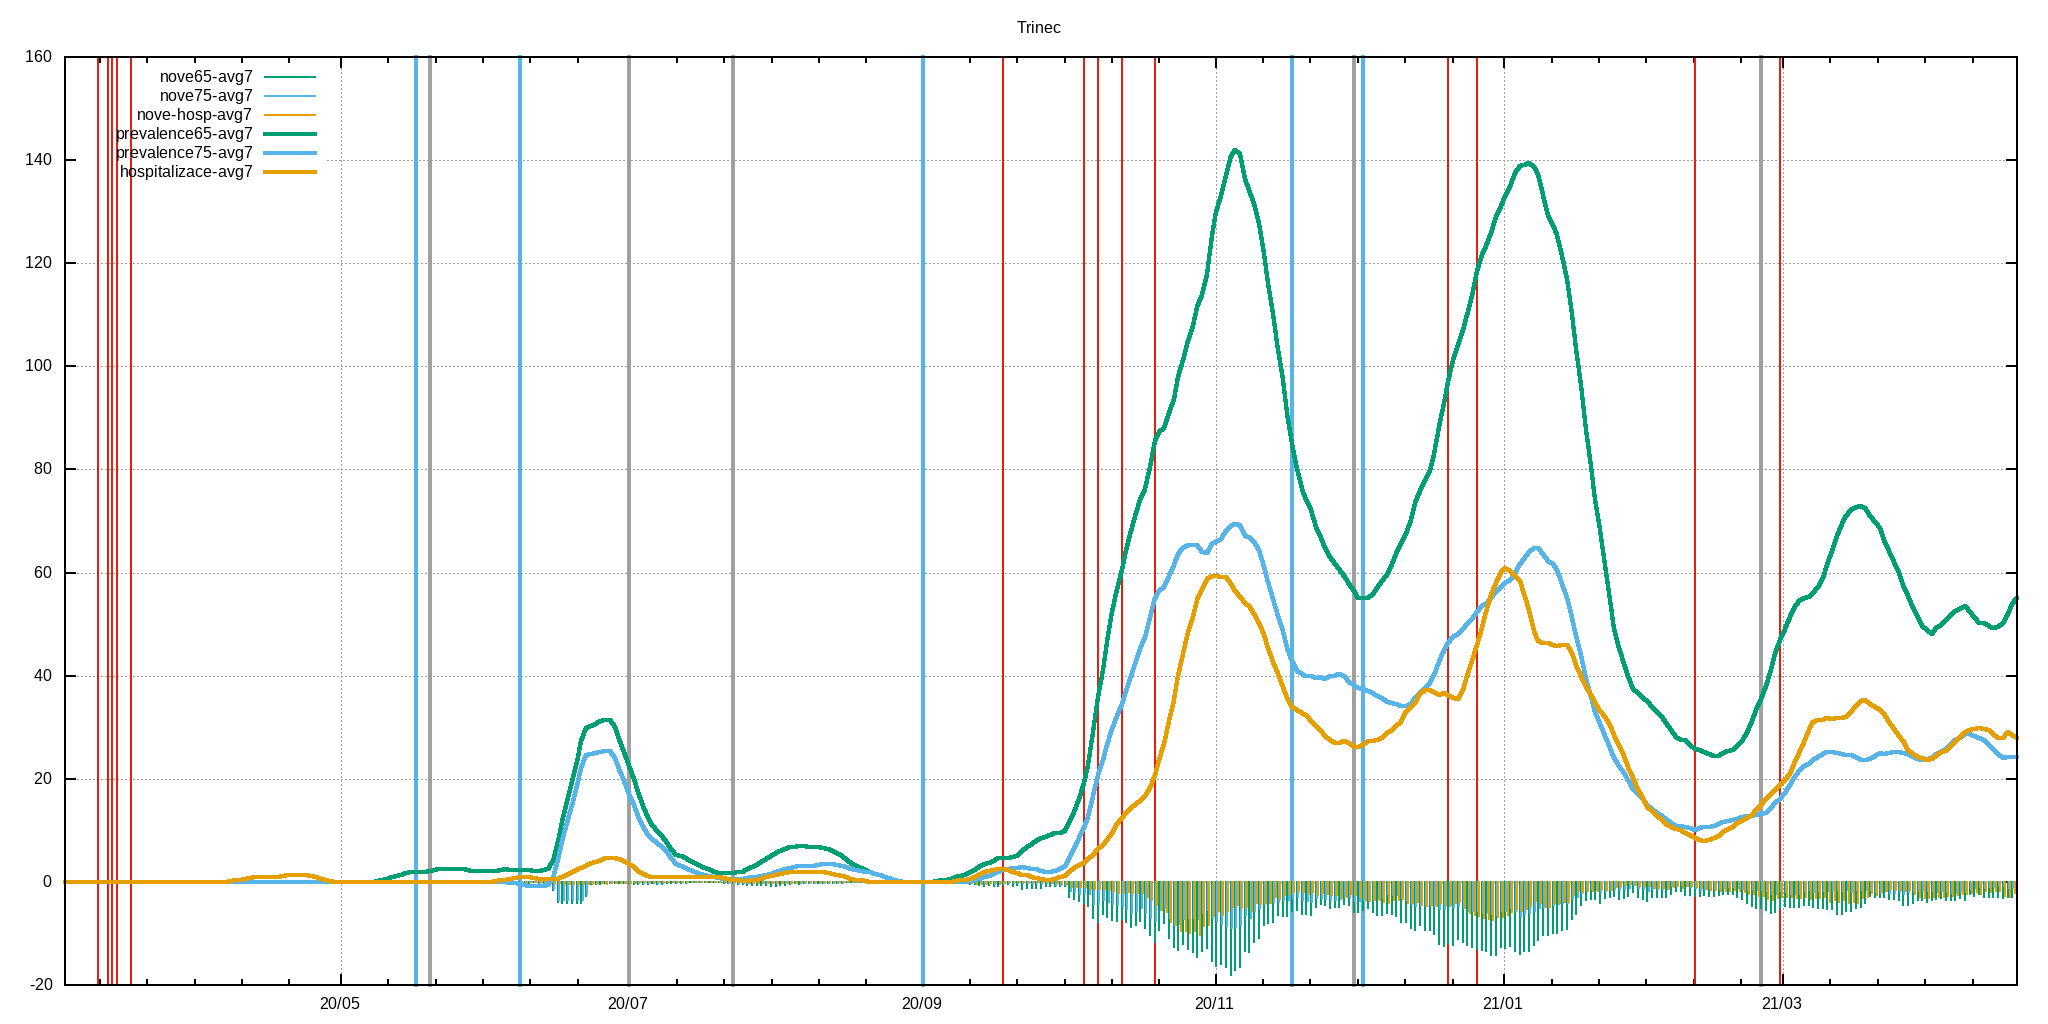 Trinec
160
nove65-avg7
nove75-avg7
nove-hosp-avg7
prevalence65-avg7
prevalence75-avg7
hospitalizace-avg7
140
120
100
80
60
40
20
0
-20
20/05 20/07 20/09 20/11 21/01 21/03